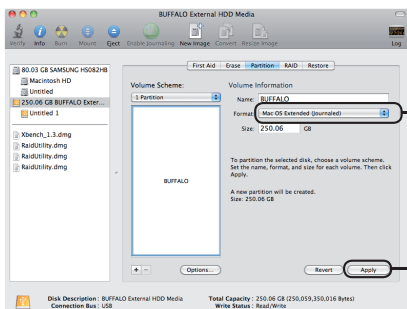 BUFFALO External HDD Media
Verify Info Burn Mount Eject Enable Journaling New Image Convert Resize Image Log
First Aid Erase Partition RAID Restore
80.03 GB SAMSUNG HS082HB
Macintosh HD
Untitled
250.06 GB BUFFALO Exter...
Untitled 1
Xbench_1.3.dmg
RaidUtility.dmg
RaidUtility.dmg
RaidUtility.dmg
Volume Scheme:
1 Partition
BUFFALO
+ - Options...
Volume Information
Name: BUFFALO
Format: Mac OS Extended (Journaled)
Size: 250.06 GB
To partition the selected disk, choose a volume scheme.
Set the name, format, and size for each volume. Then click
Apply.
A new partition will be created.
Size: 250.06 GB
Revert Apply
Disk Description : BUFFALO External HDD Media Total Capacity : 250.06 GB (250,059,350,016 Bytes)
Connection Bus : USB Write Status : Read/Write